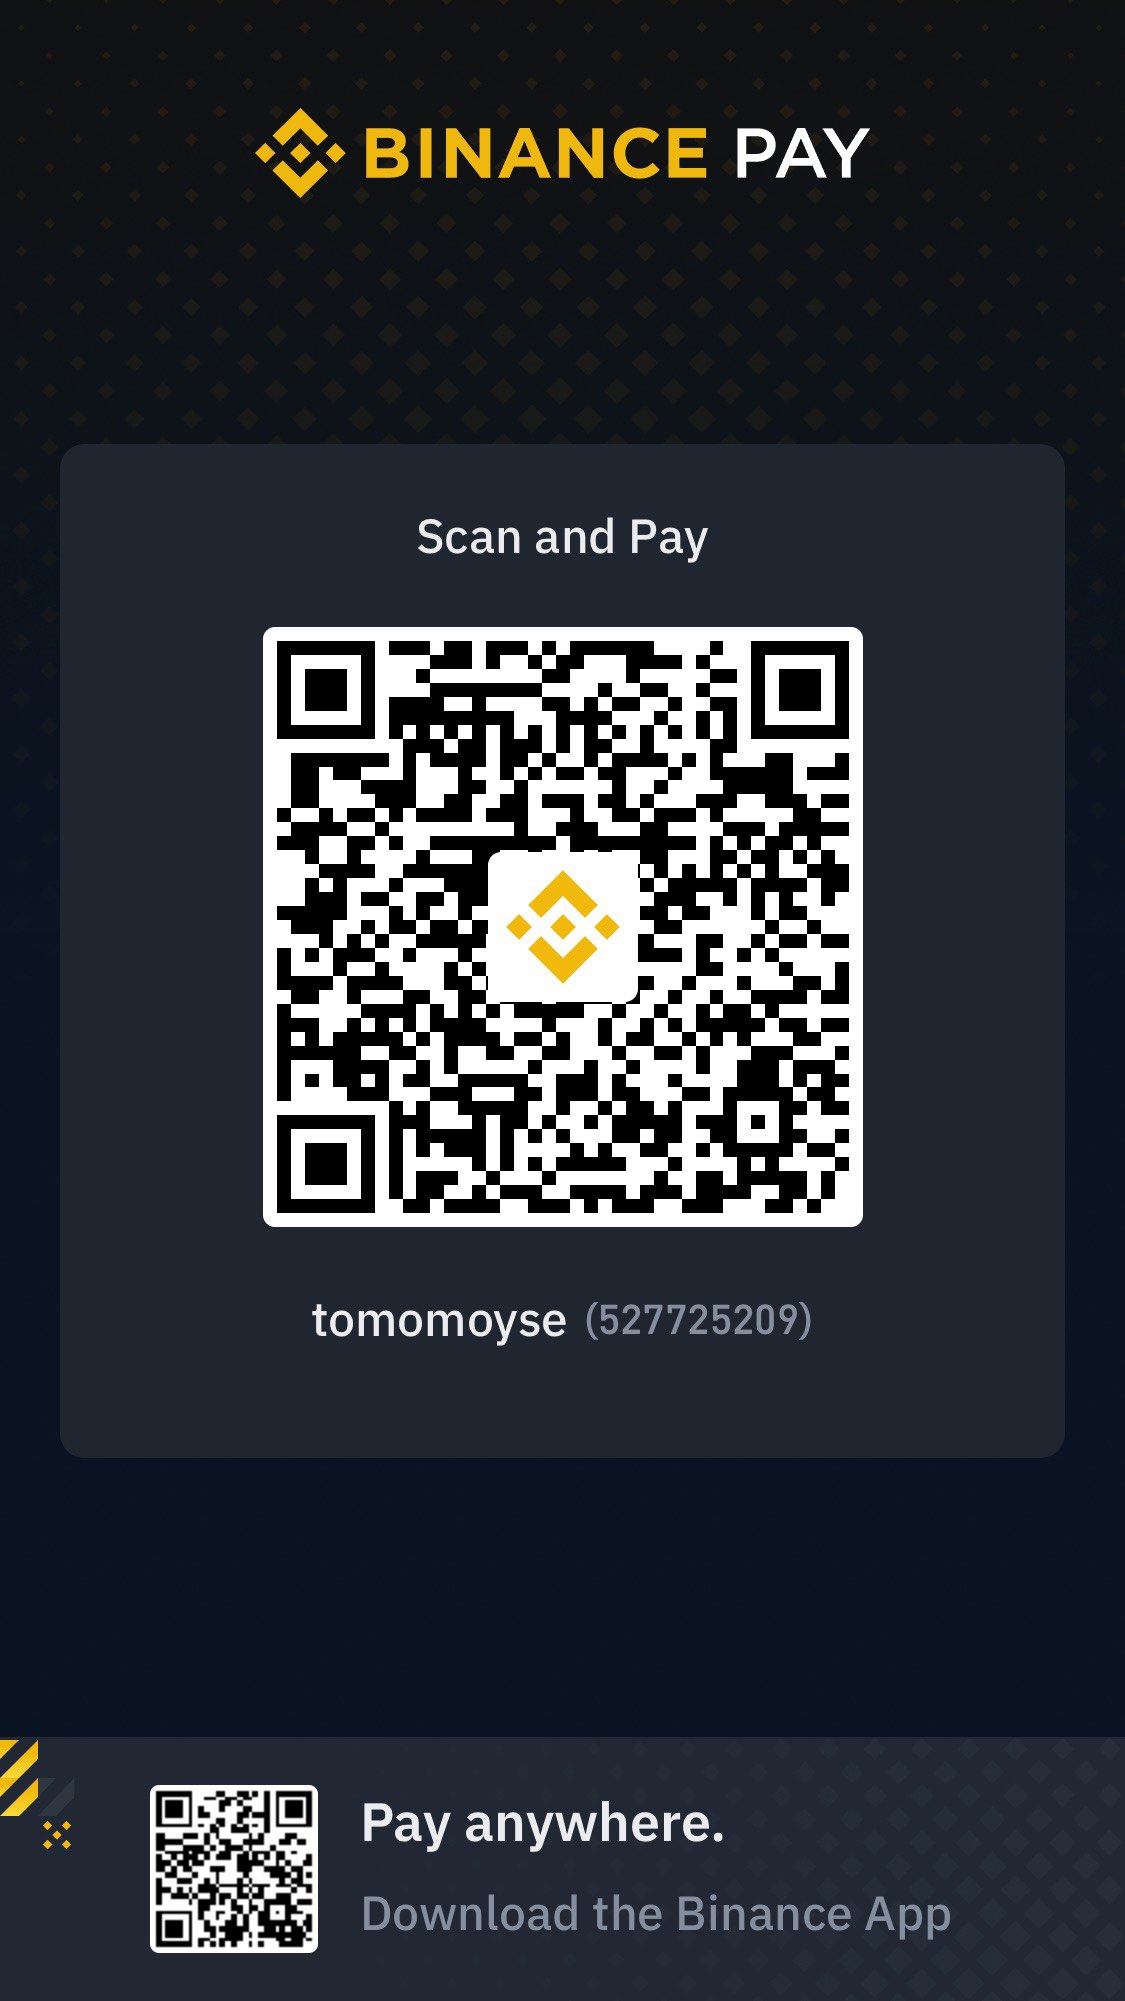 BINANCE PAY
Scan and Pay
tomomoyse (527725209)
Pay anywhere.
Download the Binance App